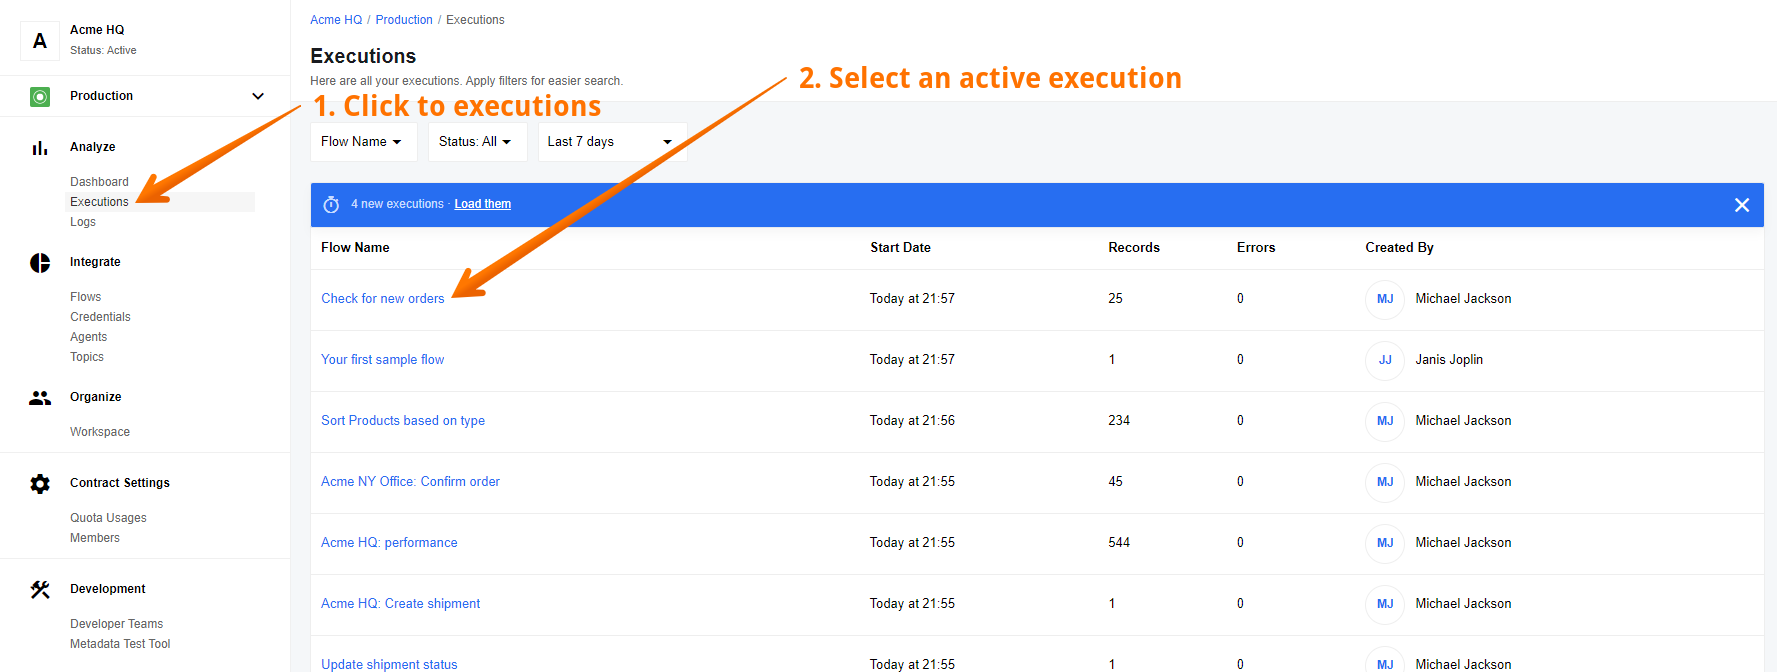 A
Acme HQ
Status: Active
Production
Analyze
Dashboard
Executions
Logs
Integrate
Flows
Credentials
Agents
Topics
Organize
Workspace
Contract Settings
Quota Usages
Members
Development
Developer Teams
Metadata Test Tool
Acme HQ / Production / Executions
Executions
Here are all your executions. Apply filters for easier search.
1. Click to executions
2. Select an active execution
Flow Name Status: All Last 7 days
4 new executions · Load them
Flow Name Start Date Records Errors Created By
Check for new orders Today at 21:57 25 0 MJ Michael Jackson
Your first sample flow Today at 21:57 1 0 JJ Janis Joplin
Sort Products based on type Today at 21:56 234 0 MJ Michael Jackson
Acme NY Office: Confirm order Today at 21:55 45 0 MJ Michael Jackson
Acme HQ: performance Today at 21:55 544 0 MJ Michael Jackson
Acme HQ: Create shipment Today at 21:55 1 0 MJ Michael Jackson
Update shipment status Today at 21:55 1 0 MJ Michael Jackson